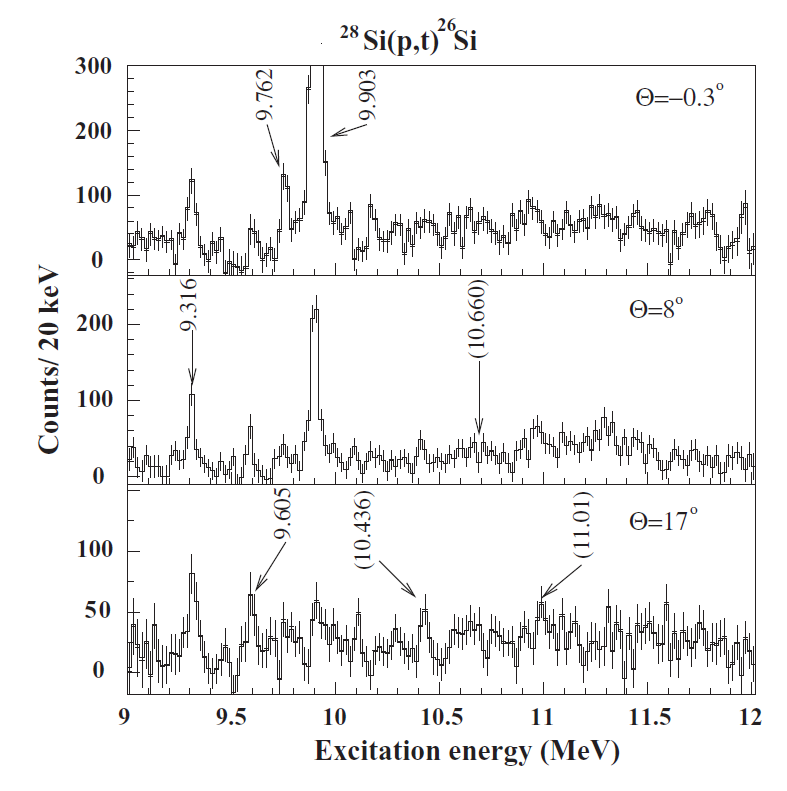 ²⁸Si(p,t)²⁶Si
300
200
100
0
9.762
9.903
Θ=−0.3°
200
100
0
9.316
(10.660)
Θ=8°
100
50
0
9.605
(10.436)
(11.01)
Θ=17°
9 9.5 10 10.5 11 11.5 12
Excitation energy (MeV)
Counts/ 20 keV